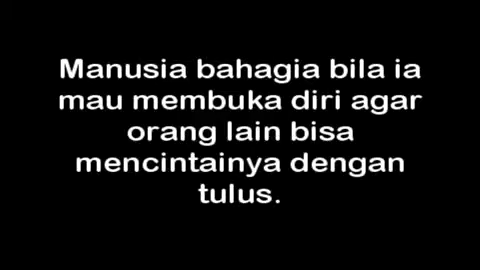 Manusia bahagia bila ia
mau membuka diri agar
orang lain bisa
mencintainya dengan
tulus.